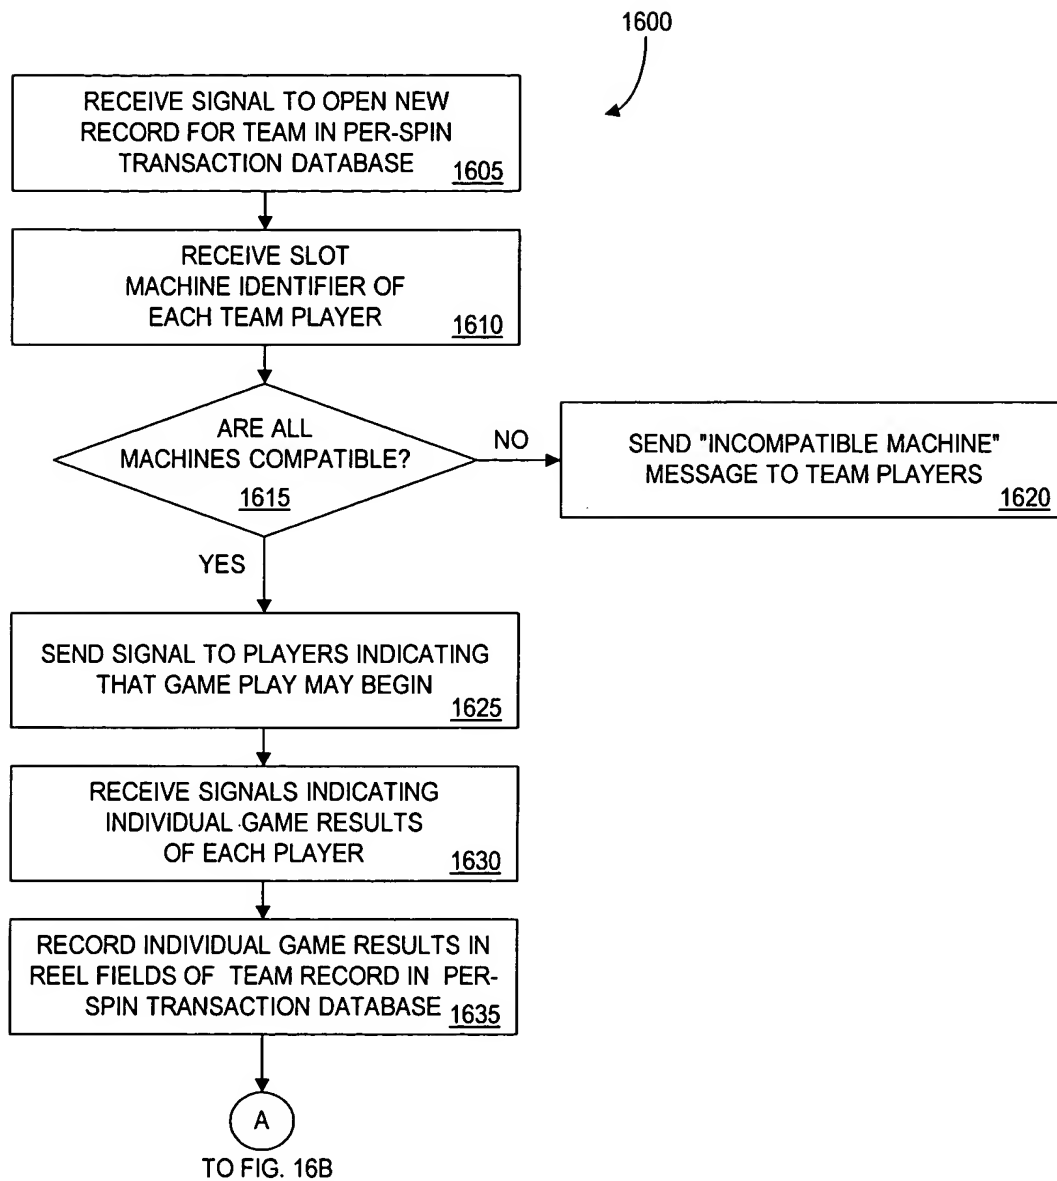 1600
RECEIVE SIGNAL TO OPEN NEW
RECORD FOR TEAM IN PER-SPIN
TRANSACTION DATABASE
1605
RECEIVE SLOT
MACHINE IDENTIFIER OF
EACH TEAM PLAYER
1610
ARE ALL
MACHINES COMPATIBLE?
1615
NO
SEND "INCOMPATIBLE MACHINE"
MESSAGE TO TEAM PLAYERS
1620
YES
SEND SIGNAL TO PLAYERS INDICATING
THAT GAME PLAY MAY BEGIN
1625
RECEIVE SIGNALS INDICATING
INDIVIDUAL GAME RESULTS
OF EACH PLAYER
1630
RECORD INDIVIDUAL GAME RESULTS IN
REEL FIELDS OF TEAM RECORD IN PER-
SPIN TRANSACTION DATABASE
1635
A
TO FIG. 16B